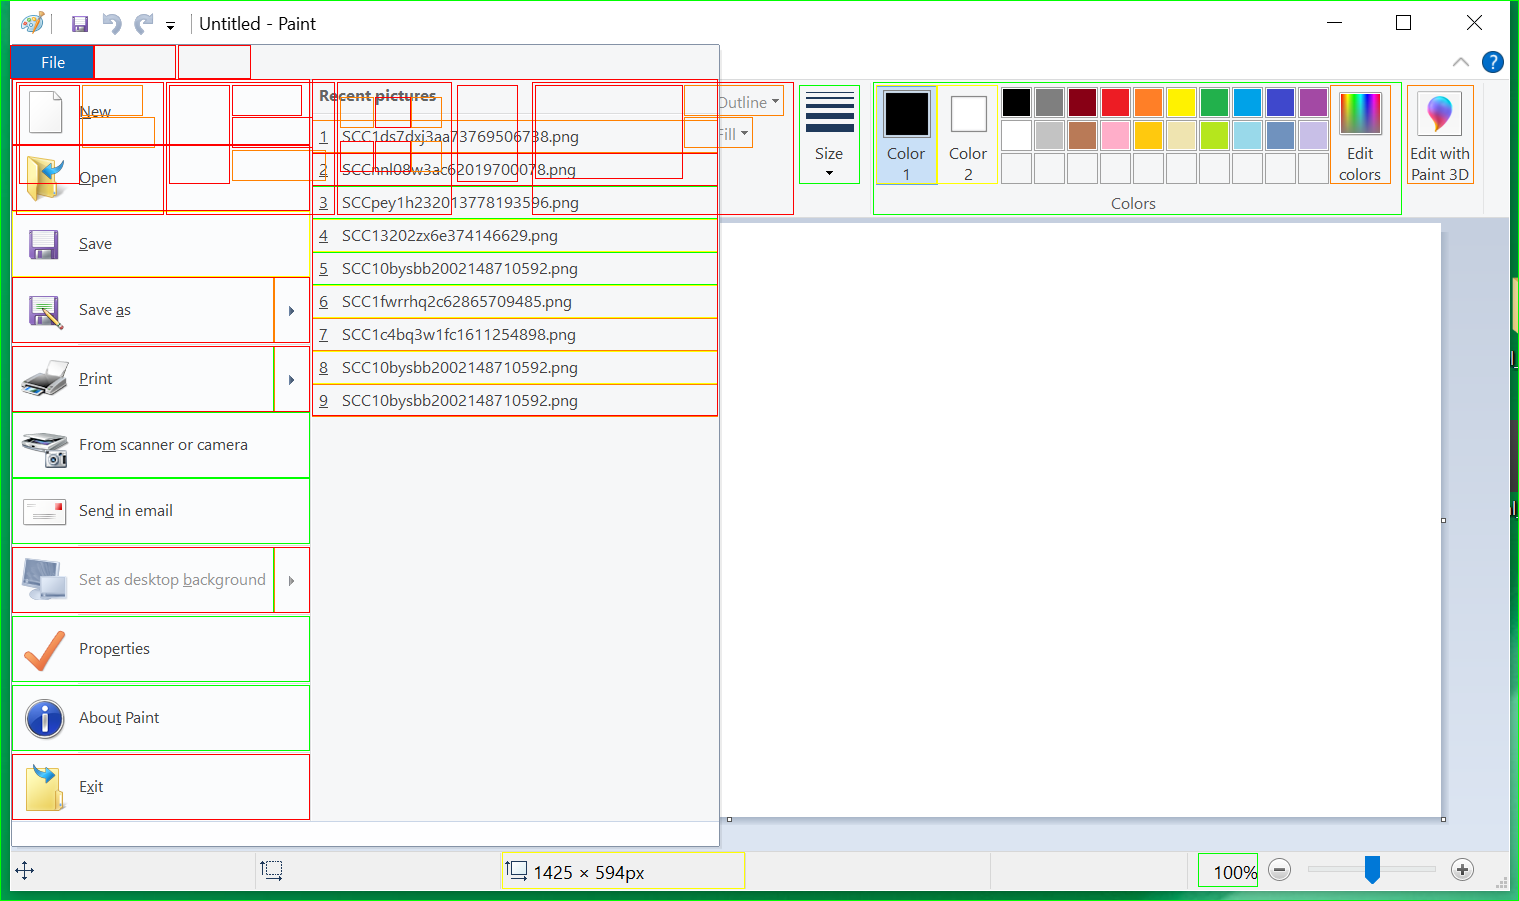 Untitled - Paint
File
New
Open
Save
Save as
Print
From scanner or camera
Send in email
Set as desktop background
Properties
About Paint
Exit
Recent pictures
1 SCC1ds7dxj3aa73769506738.png
2 SCChnl08w3ac62019700078.png
3 SCCpey1h232013778193596.png
4 SCC13202zx6e374146629.png
5 SCC10bysbb2002148710592.png
6 SCC1fwrrhq2c62865709485.png
7 SCC1c4bq3w1fc1611254898.png
8 SCC10bysbb2002148710592.png
9 SCC10bysbb2002148710592.png
Outline
Fill
Size
Color
1
Color
2
Edit
colors
Edit with
Paint 3D
Colors
1425 × 594px
100%